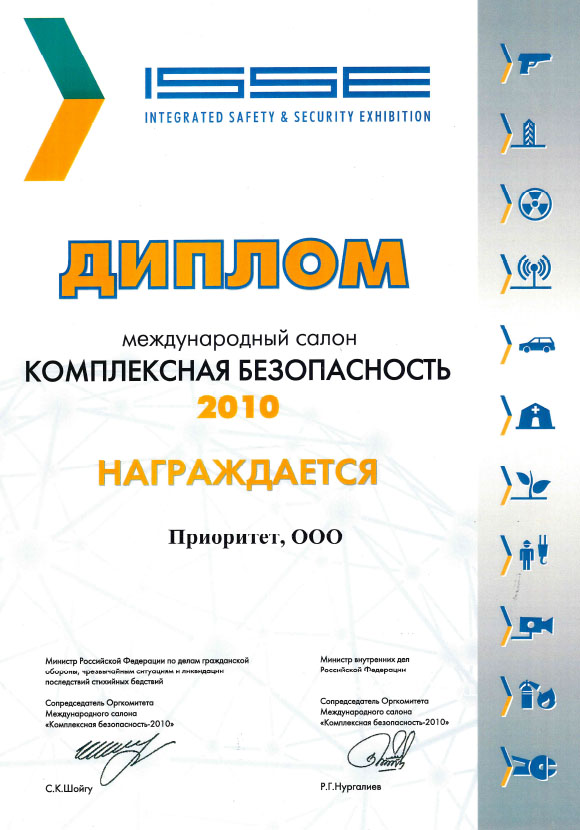 ISSE
INTEGRATED SAFETY & SECURITY EXHIBITION
ДИПЛОМ
международный салон
КОМПЛЕКСНАЯ БЕЗОПАСНОСТЬ
2010
НАГРАЖДАЕТСЯ
Приоритет, ООО
Министр Российской Федерации по делам гражданской
обороны, чрезвычайным ситуациям и ликвидации
последствий стихийных бедствий
Сопредседатель Оргкомитета
Международного салона
«Комплексная безопасность-2010»
С.К.Шойгу
Министр внутренних дел
Российской Федерации
Сопредседатель Оргкомитета
Международного салона
«Комплексная безопасность-2010»
Р.Г.Нургалиев